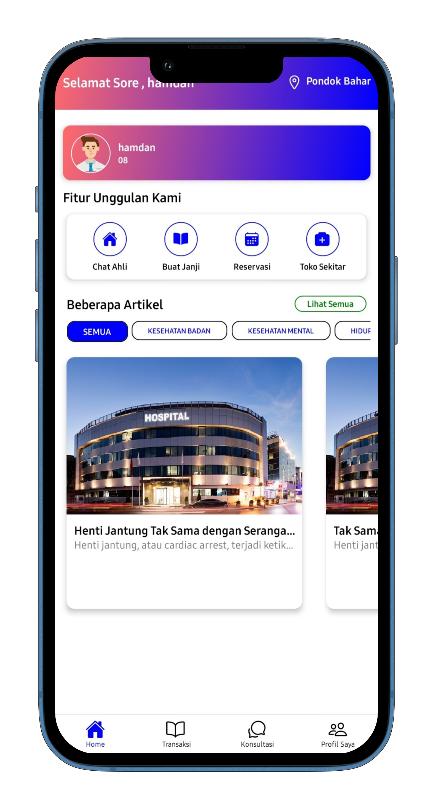 Selamat Sore , hamdan
Pondok Bahar
hamdan
08
Fitur Unggulan Kami
Chat Ahli
Buat Janji
Reservasi
Toko Sekitar
Beberapa Artikel
Lihat Semua
SEMUA
KESEHATAN BADAN
KESEHATAN MENTAL
HIDUP
HOSPITAL
Henti Jantung Tak Sama dengan Seranga...
Henti jantung, atau cardiac arrest, terjadi ketik...
Tak Sama
Henti jant
Home
Transaksi
Konsultasi
Profil Saya